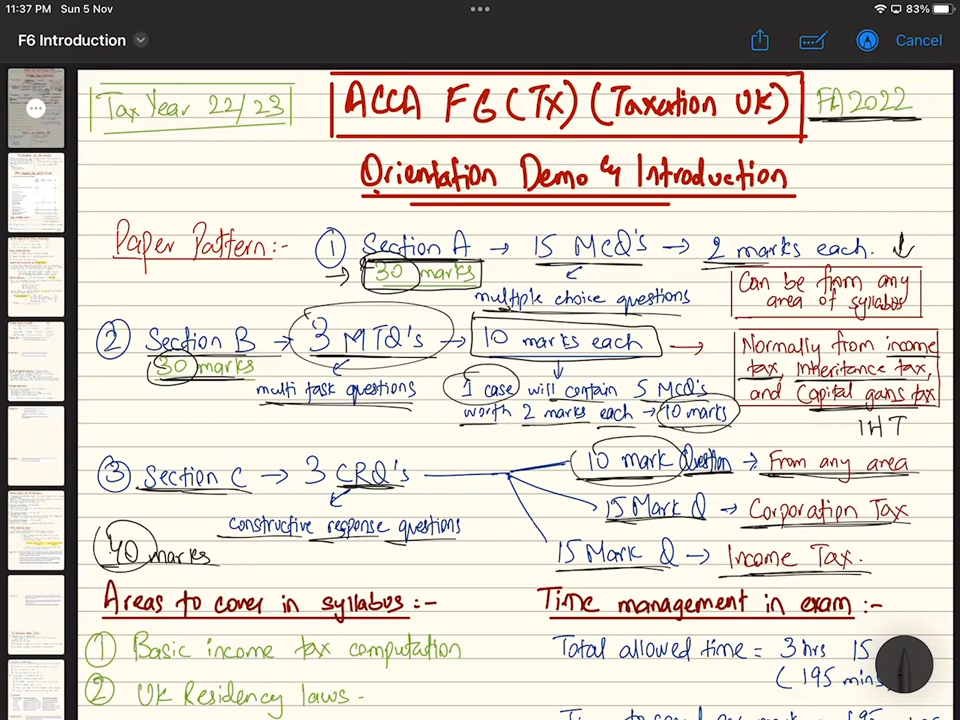 11:37 PM Sun 5 Nov
83%
F6 Introduction
Cancel
Tax Year 22/23
ACCA F6 (TX) (Taxation UK)
FA2022
Orientation Demo & Introduction
Paper Pattern:-
① Section A → 15 MCQ's → 2 marks each.
→ 30 marks
multiple choice questions
Can be from any
area of syllabus
② Section B → 3 MTQ's → 10 marks each →
30 marks
multi task questions
1 case will contain 5 MCQ's
worth 2 marks each → 10 marks
Normally from income
tax, Inheritance tax,
and Capital gains tax
IHT
③ Section C → 3 CRQ's
10 mark Question → From any area
constructive response questions
15 Mark Q → Corporation Tax
40 marks
15 Mark Q → Income Tax.
Areas to cover in syllabus:-
① Basic income tax computation
② UK Residency laws -
Time management in exam:-
Total allowed time = 3 hrs 15
(195 mins